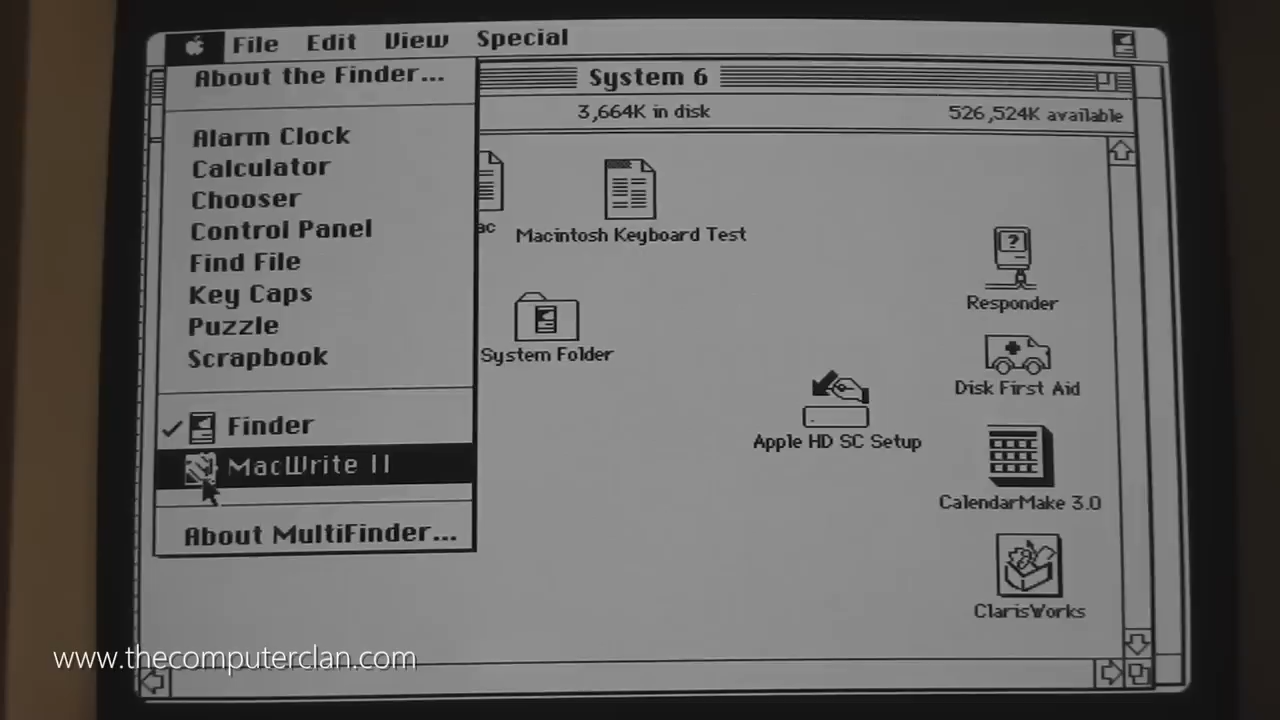 File Edit View Special
About the Finder...
System 6
3,664K in disk
526,524K available
Alarm Clock
Calculator
Chooser
Control Panel
Find File
Key Caps
Puzzle
Scrapbook
Finder
MacWrite II
About MultiFinder...
ac
Macintosh Keyboard Test
System Folder
?
Responder
Disk First Aid
Apple HD SC Setup
CalendarMake 3.0
ClarisWorks
www.thecomputerclan.com